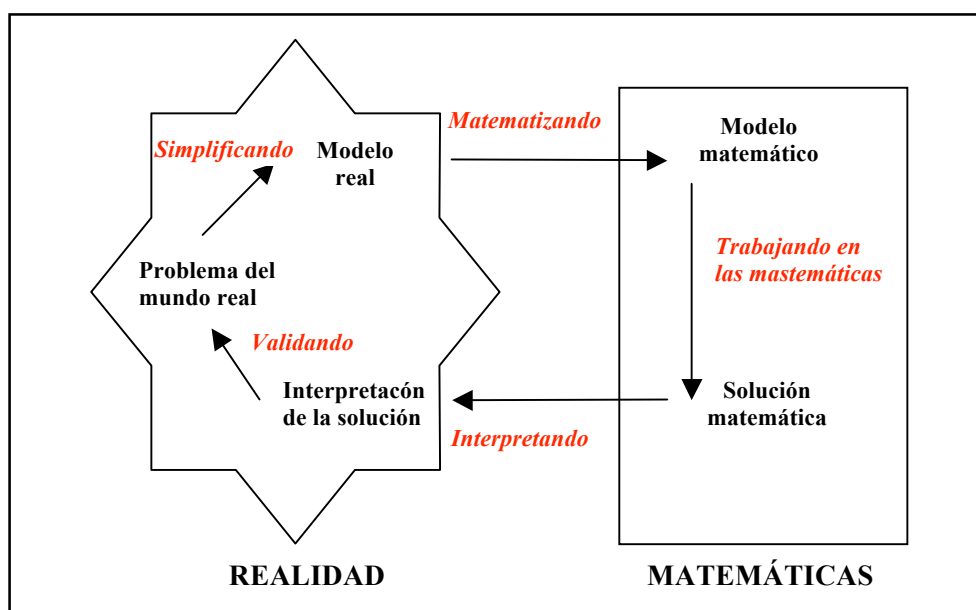 Matematizando
Simplificando
Modelo
real
Modelo
matemático
Problema del
mundo real
Trabajando en
las mastemáticas
Validando
Interpretacón
de la solución
Solución
matemática
Interpretando
REALIDAD
MATEMÁTICAS